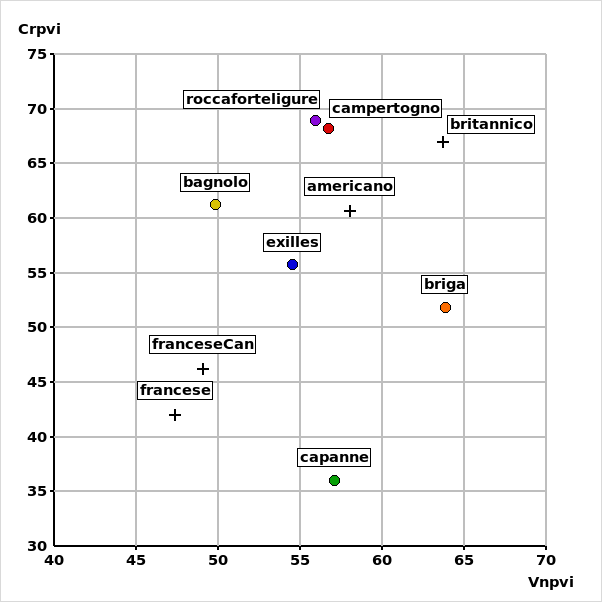 Crpvi
75
70
65
60
55
50
45
40
35
30
roccaforteligure
campertogno
britannico
bagnolo
americano
exilles
briga
franceseCan
francese
capanne
40 45 50 55 60 65 70
Vnpvi